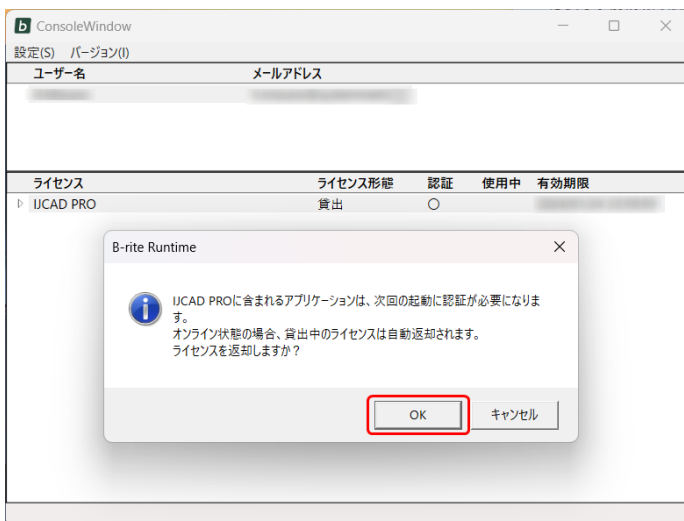 b ConsoleWindow
設定(S) バージョン(I)
ユーザー名 メールアドレス
ライセンス ライセンス形態 認証 使用中 有効期限
IJCAD PRO 貸出 〇
B-rite Runtime
IJCAD PROに含まれるアプリケーションは、次回の起動に認証が必要になりま
す。
オンライン状態の場合、貸出中のライセンスは自動返却されます。
ライセンスを返却しますか？
OK キャンセル